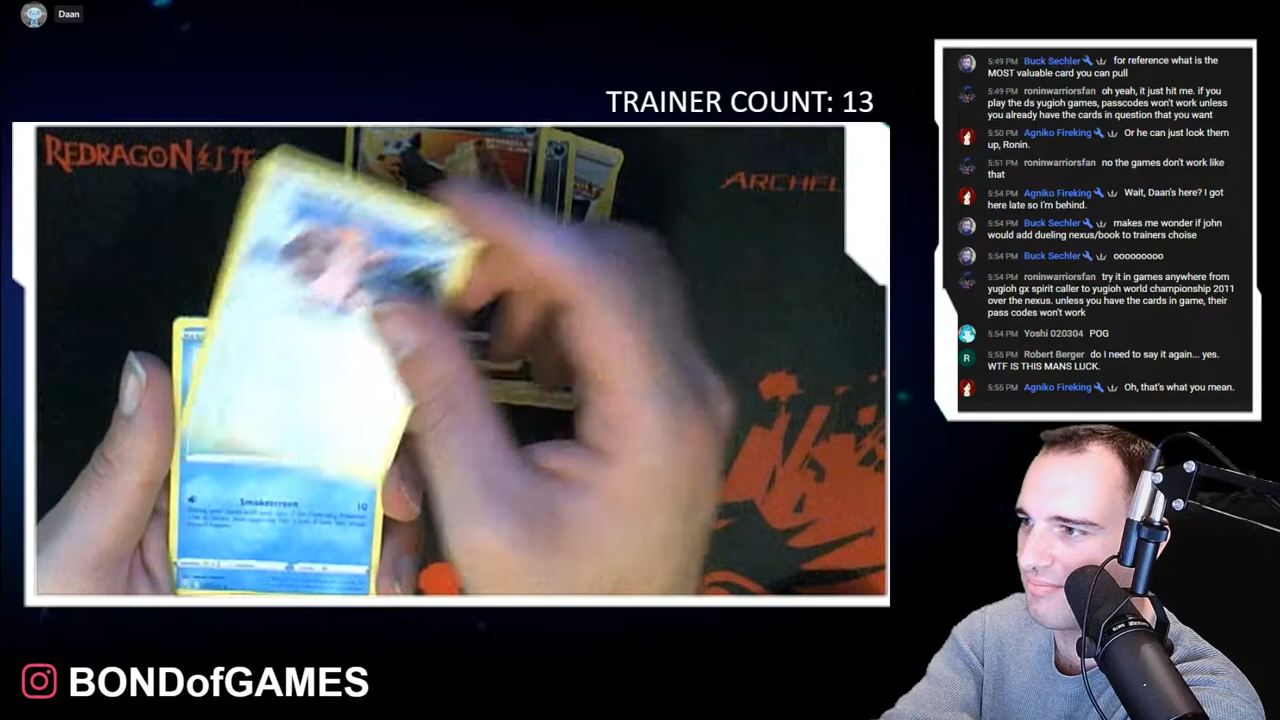 Daan
TRAINER COUNT: 13
REDRAGON
ARCHE
Smokescreen 10
BONDofGAMES
5:49 PM Buck Sechler for reference what is the
MOST valuable card you can pull
5:49 PM roninwarriorsfan oh yeah, it just hit me. if you
play the ds yugioh games, passcodes won't work unless
you already have the cards in question that you want
5:50 PM Agniko Fireking Or he can just look them
up, Ronin.
5:51 PM roninwarriorsfan no the games don't work like
that
5:54 PM Agniko Fireking Wait, Daan's here? I got
here late so I'm behind.
5:54 PM Buck Sechler makes me wonder if john
would add dueling nexus/book to trainers choise
5:54 PM Buck Sechler ooooooooo
5:54 PM roninwarriorsfan try it in games anywhere from
yugioh gx spirit caller to yugioh world championship 2011
over the nexus. unless you have the cards in game, their
pass codes won't work
5:54 PM Yoshi 020304 POG
R 5:55 PM Robert Berger do I need to say it again... yes.
WTF IS THIS MANS LUCK.
5:55 PM Agniko Fireking Oh, that's what you mean.